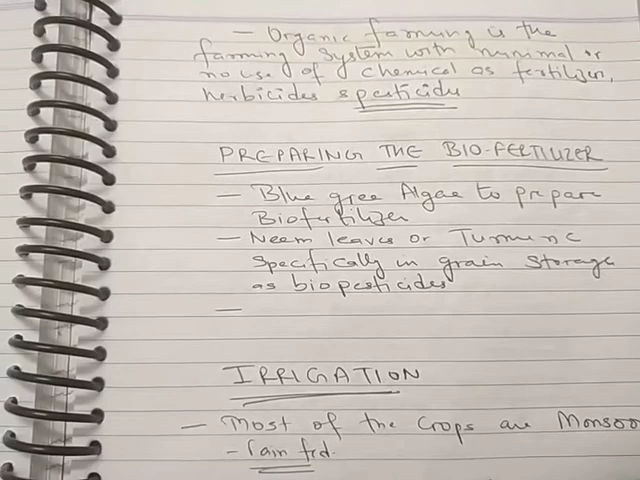 - Organic farming is the
farming system with minimal or
no use of chemical as fertilizer,
herbicides & pesticides
PREPARING THE BIO-FERTILIZER
- Blue gree Algae to prepare
Biofertilizer
- Neem leaves or Turmeric
specifically in grain storage
as biopesticides
-
IRRIGATION
- Most of the crops are Monsoo
- rain fed.